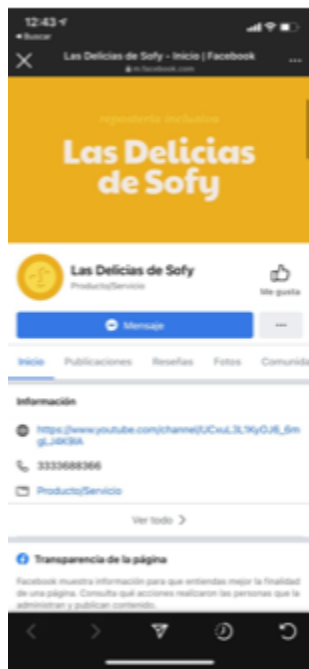 12:43
Buscar
Las Delicias de Sofy - Inicio | Facebook
m.facebook.com
repostería inclusiva
Las Delicias
de Sofy
Las Delicias de Sofy
Producto/Servicio
Me gusta
Mensaje
Inicio Publicaciones Reseñas Fotos Comunida
Información
3333688366
Producto/Servicio
Ver todo
Transparencia de la página
Facebook muestra información para que entiendas mejor la finalidad
de una página. Consulta qué acciones realizaron las personas que la
administran y publican contenido.